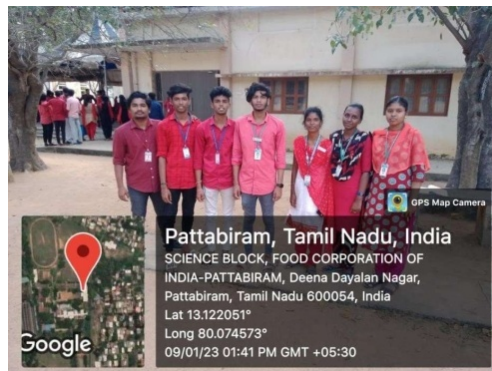 GPS Map Camera
Pattabiram, Tamil Nadu, India
SCIENCE BLOCK, FOOD CORPORATION OF
INDIA-PATTABIRAM, Deena Dayalan Nagar,
Pattabiram, Tamil Nadu 600054, India
Lat 13.122051°
Long 80.074573°
09/01/23 01:41 PM GMT +05:30
Google